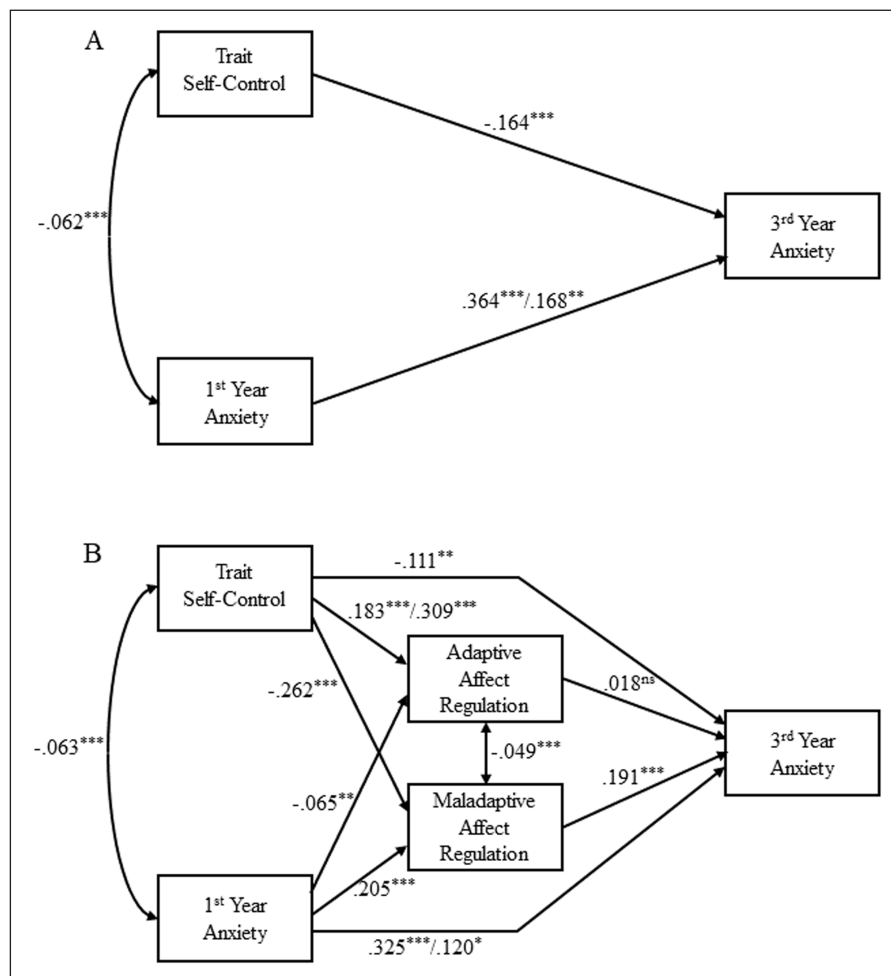 A
Trait
Self-Control
-.164***
-.062***
3rd Year
Anxiety
.364***/.168**
1st Year
Anxiety
B
Trait
Self-Control
-.111**
.183***/.309***
Adaptive
Affect
Regulation
-.262***
.018ns
-.063***
-.049***
3rd Year
Anxiety
-.065**
.191***
Maladaptive
Affect
Regulation
.205***
1st Year
Anxiety
.325***/.120*